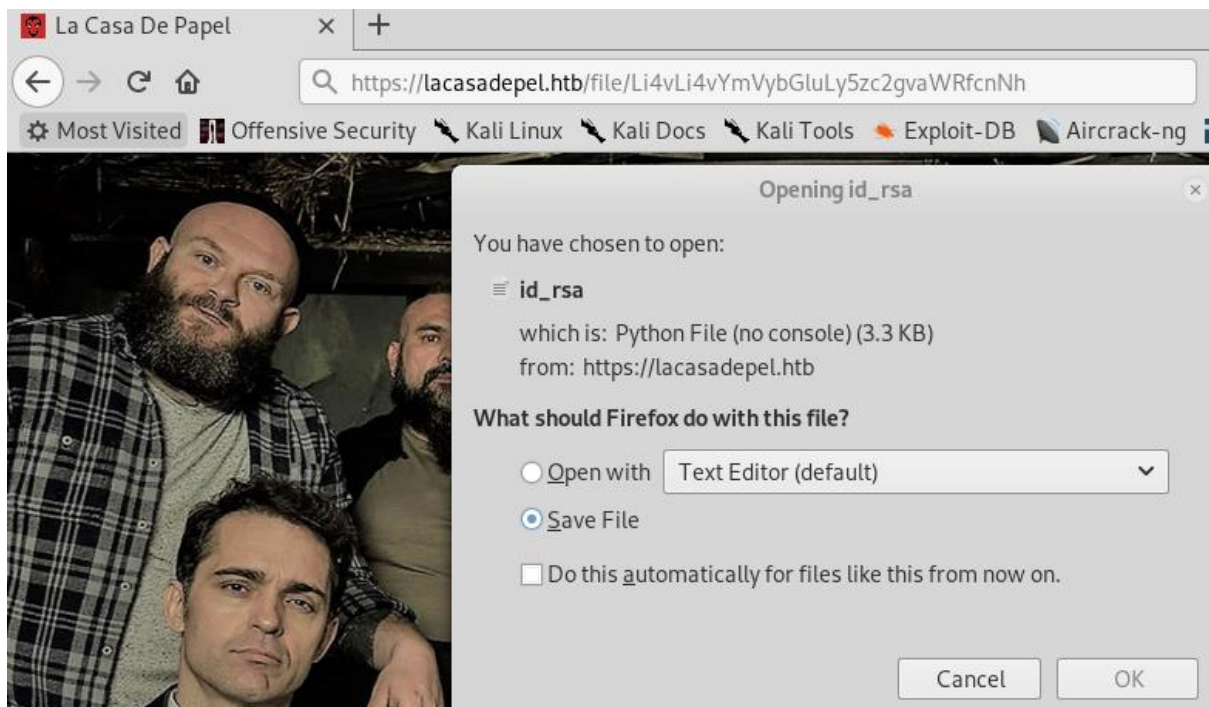 La Casa De Papel
https://lacasadepel.htb/file/Li4vLi4vYmVybGluLy5zc2gvaWRfcnNh
Most Visited Offensive Security Kali Linux Kali Docs Kali Tools Exploit-DB Aircrack-ng
Opening id_rsa
You have chosen to open:
id_rsa
which is: Python File (no console) (3.3 KB)
from: https://lacasadepel.htb
What should Firefox do with this file?
Open with Text Editor (default)
Save File
Do this automatically for files like this from now on.
Cancel OK